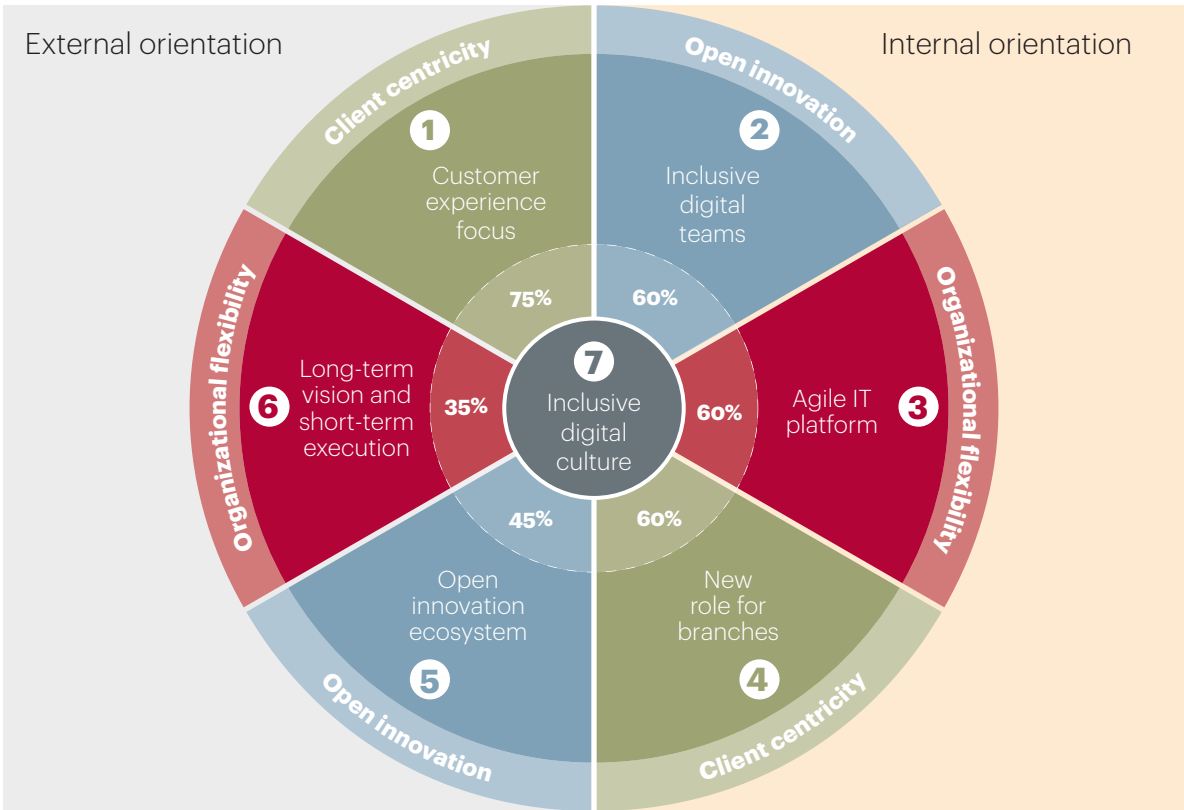 External orientation
Internal orientation
Client centricity
1
Customer
experience
focus
75%
Open innovation
2
Inclusive
digital
teams
60%
Organizational flexibility
3
Agile IT
platform
60%
Client centricity
4
New
role for
branches
60%
Open innovation
5
Open
innovation
ecosystem
45%
Organizational flexibility
6
Long-term
vision and
short-term
execution
35%
7
Inclusive
digital
culture